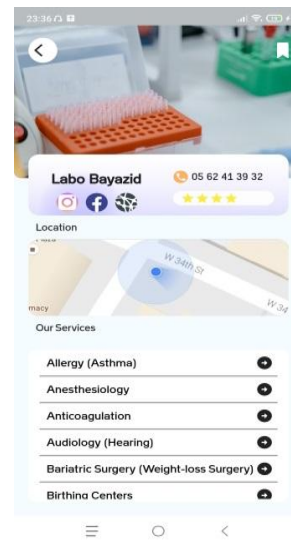 23:36
Labo Bayazid
05 62 41 39 32
Location
W 34th St
W 34
macy
Our Services
Allergy (Asthma)
Anesthesiology
Anticoagulation
Audiology (Hearing)
Bariatric Surgery (Weight-loss Surgery)
Birthing Centers